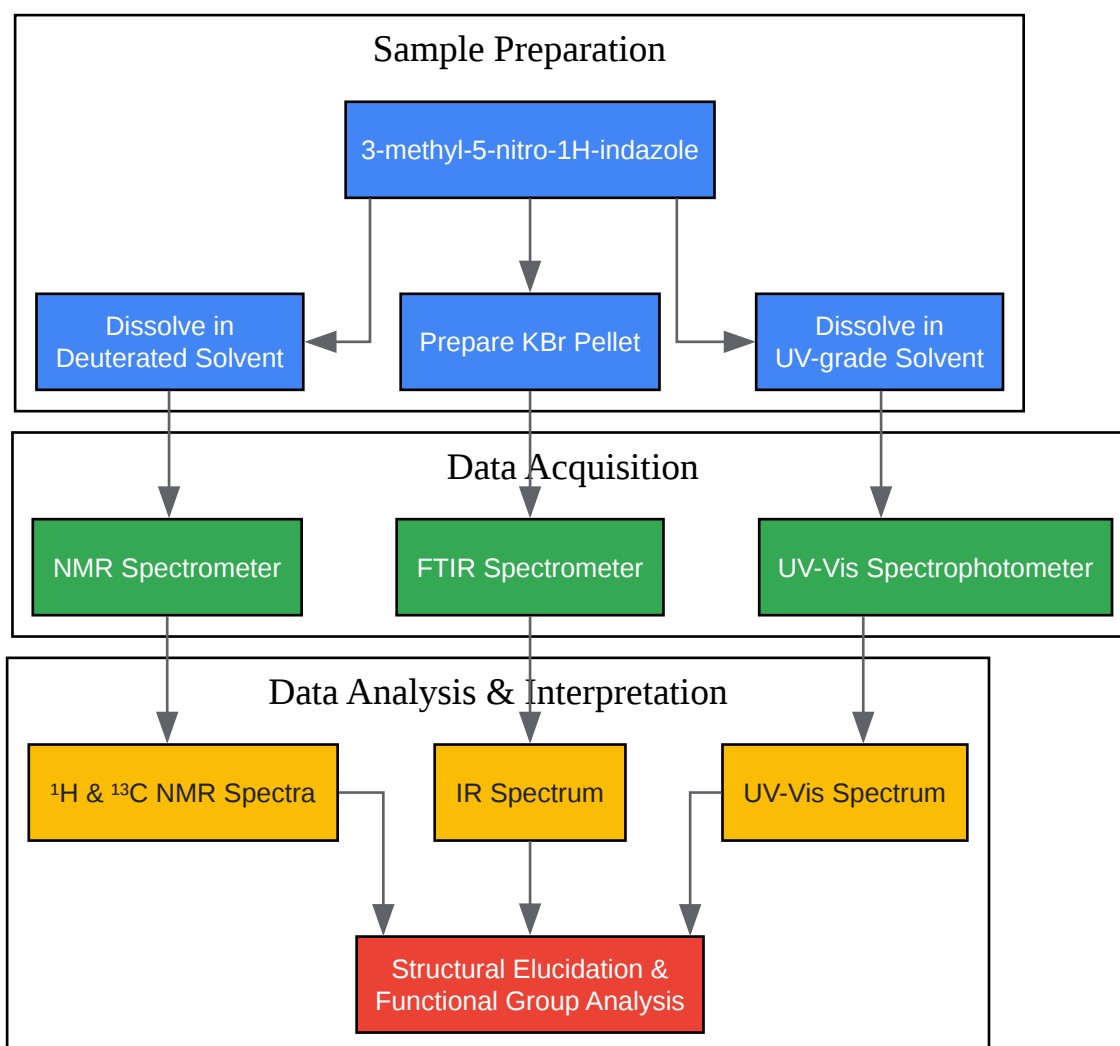 Sample Preparation
3-methyl-5-nitro-1H-indazole
Dissolve in
Deuterated Solvent
Prepare KBr Pellet
Dissolve in
UV-grade Solvent
Data Acquisition
NMR Spectrometer
FTIR Spectrometer
UV-Vis Spectrophotometer
Data Analysis & Interpretation
¹H & ¹³C NMR Spectra
IR Spectrum
UV-Vis Spectrum
Structural Elucidation &
Functional Group Analysis